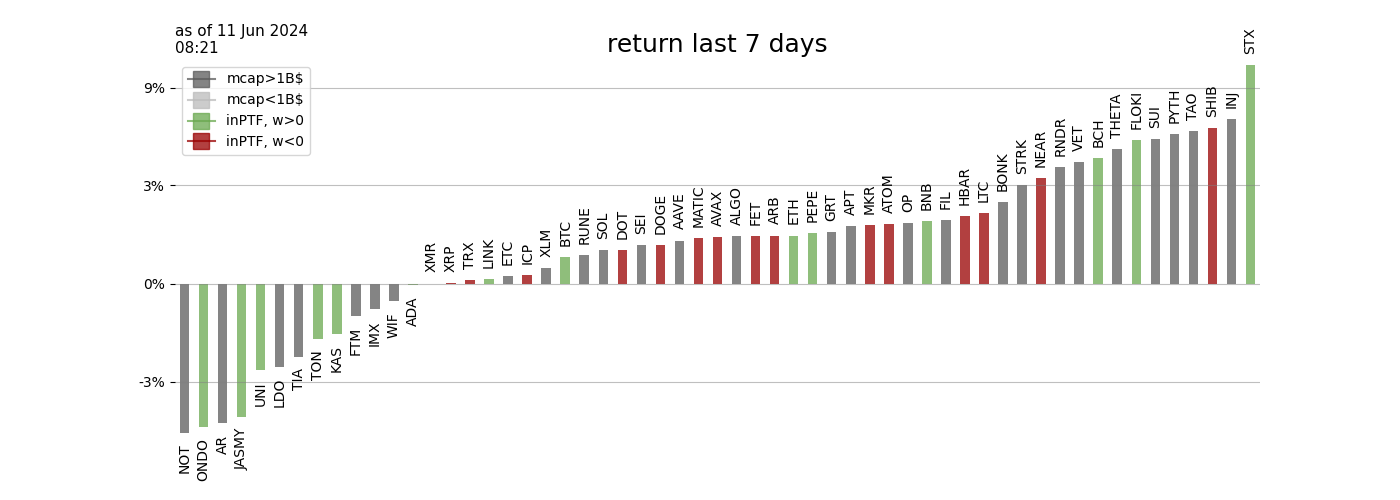 as of 11 Jun 2024
08:21
return last 7 days
mcap>1B$
mcap<1B$
inPTF, w>0
inPTF, w<0
9%
3%
0%
-3%
NOT
ONDO
AR
JASMY
UNI
LDO
TIA
TON
KAS
FTM
IMX
WIF
ADA
XMR
XRP
TRX
LINK
ETC
ICP
XLM
BTC
RUNE
SOL
DOT
SEI
DOGE
AAVE
MATIC
AVAX
ALGO
FET
ARB
ETH
PEPE
GRT
APT
MKR
ATOM
OP
BNB
FIL
HBAR
LTC
BONK
STRK
NEAR
RNDR
VET
BCH
THETA
FLOKI
SUI
PYTH
TAO
SHIB
INJ
STX